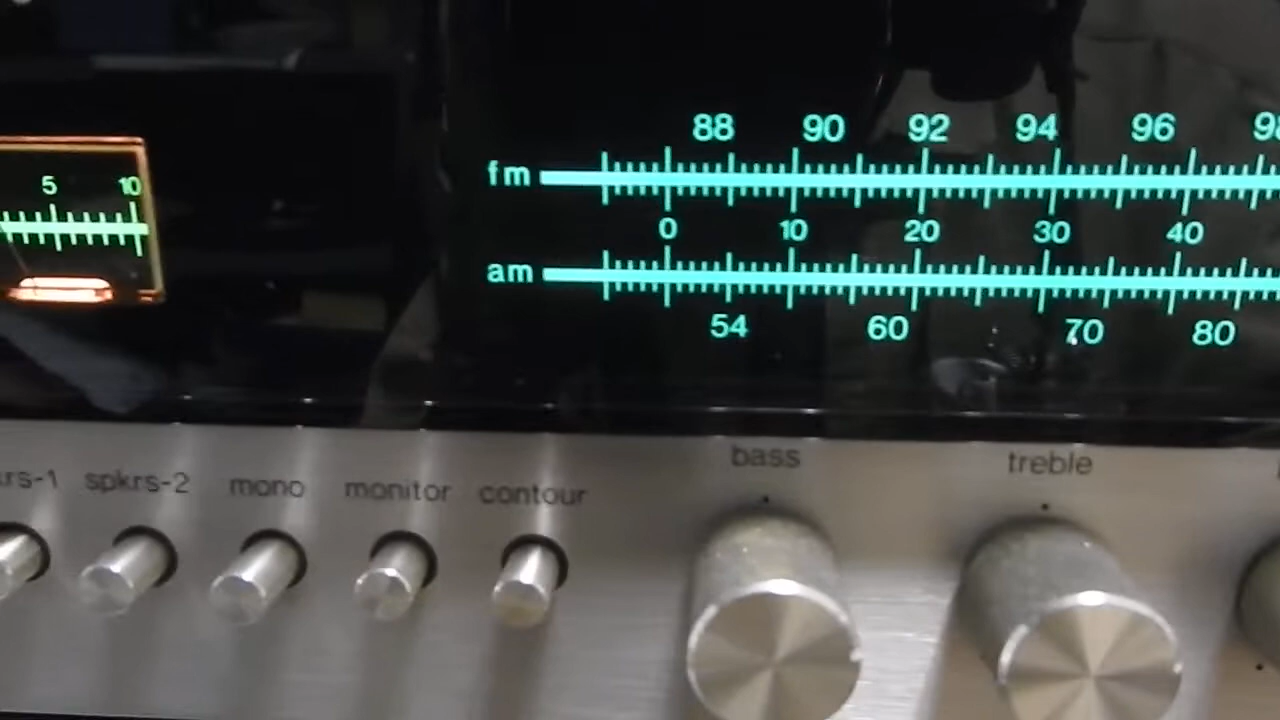 5 10
88 90 92 94 96
fm
0 10 20 30 40
am
54 60 70 80
bass treble
spkrs-2 mono monitor contour